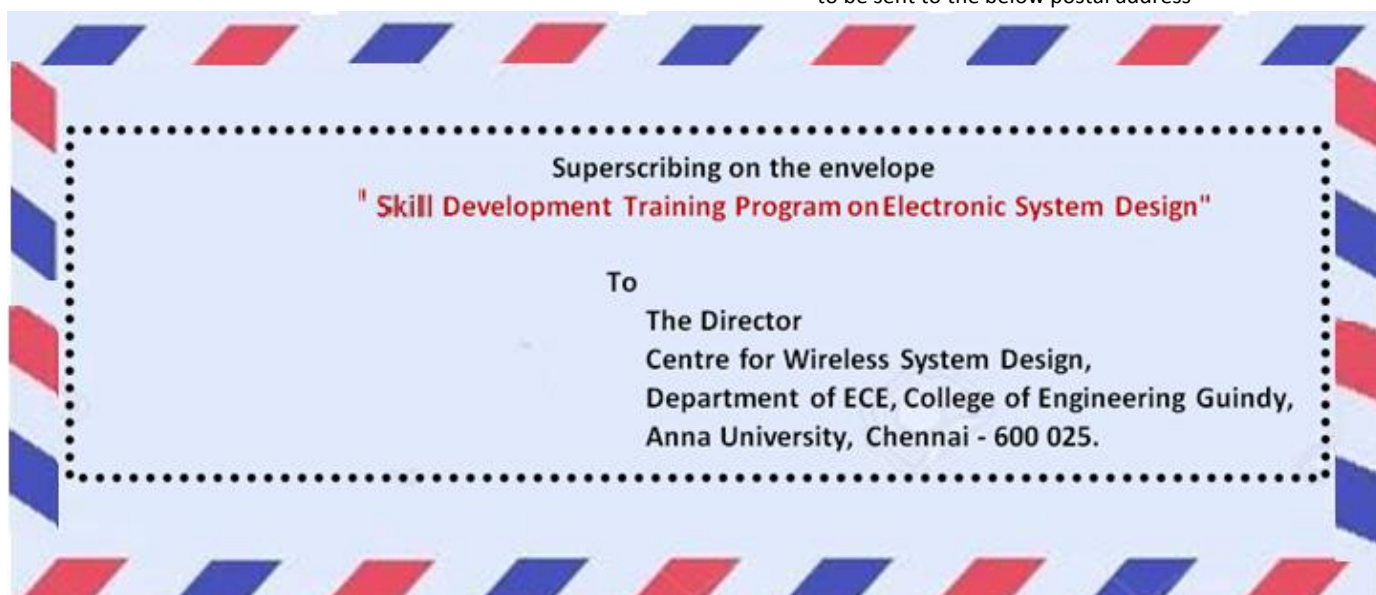 to be sent to the below postal address
Superscribing on the envelope
" Skill Development Training Program on Electronic System Design"
To
The Director
Centre for Wireless System Design,
Department of ECE, College of Engineering Guindy,
Anna University, Chennai - 600 025.